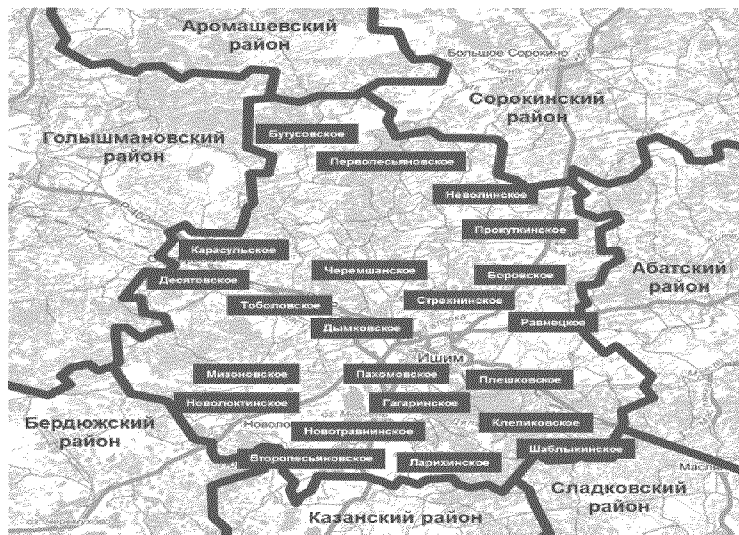 Аромашевский
район
Большое Сорокино
Сорокинский
район
Бутусовское
Голышмановский
район
Первопесьяновское
Неволинское
Прокуткинское
Карасульское
Черемшанское
Боровское
Абатский
район
Десятовское
Тоболовское
Стрехнинское
Дымковское
Равнецкое
Ишим
Мизоновское
Пахомовское
Плешковское
Новолоктинское
Гагаринское
Бердюжский
район
Клепиковское
Новотравнинское
Второпесьяновское
Ларихинское
Шаблыкинское
Сладковский
район
Казанский район